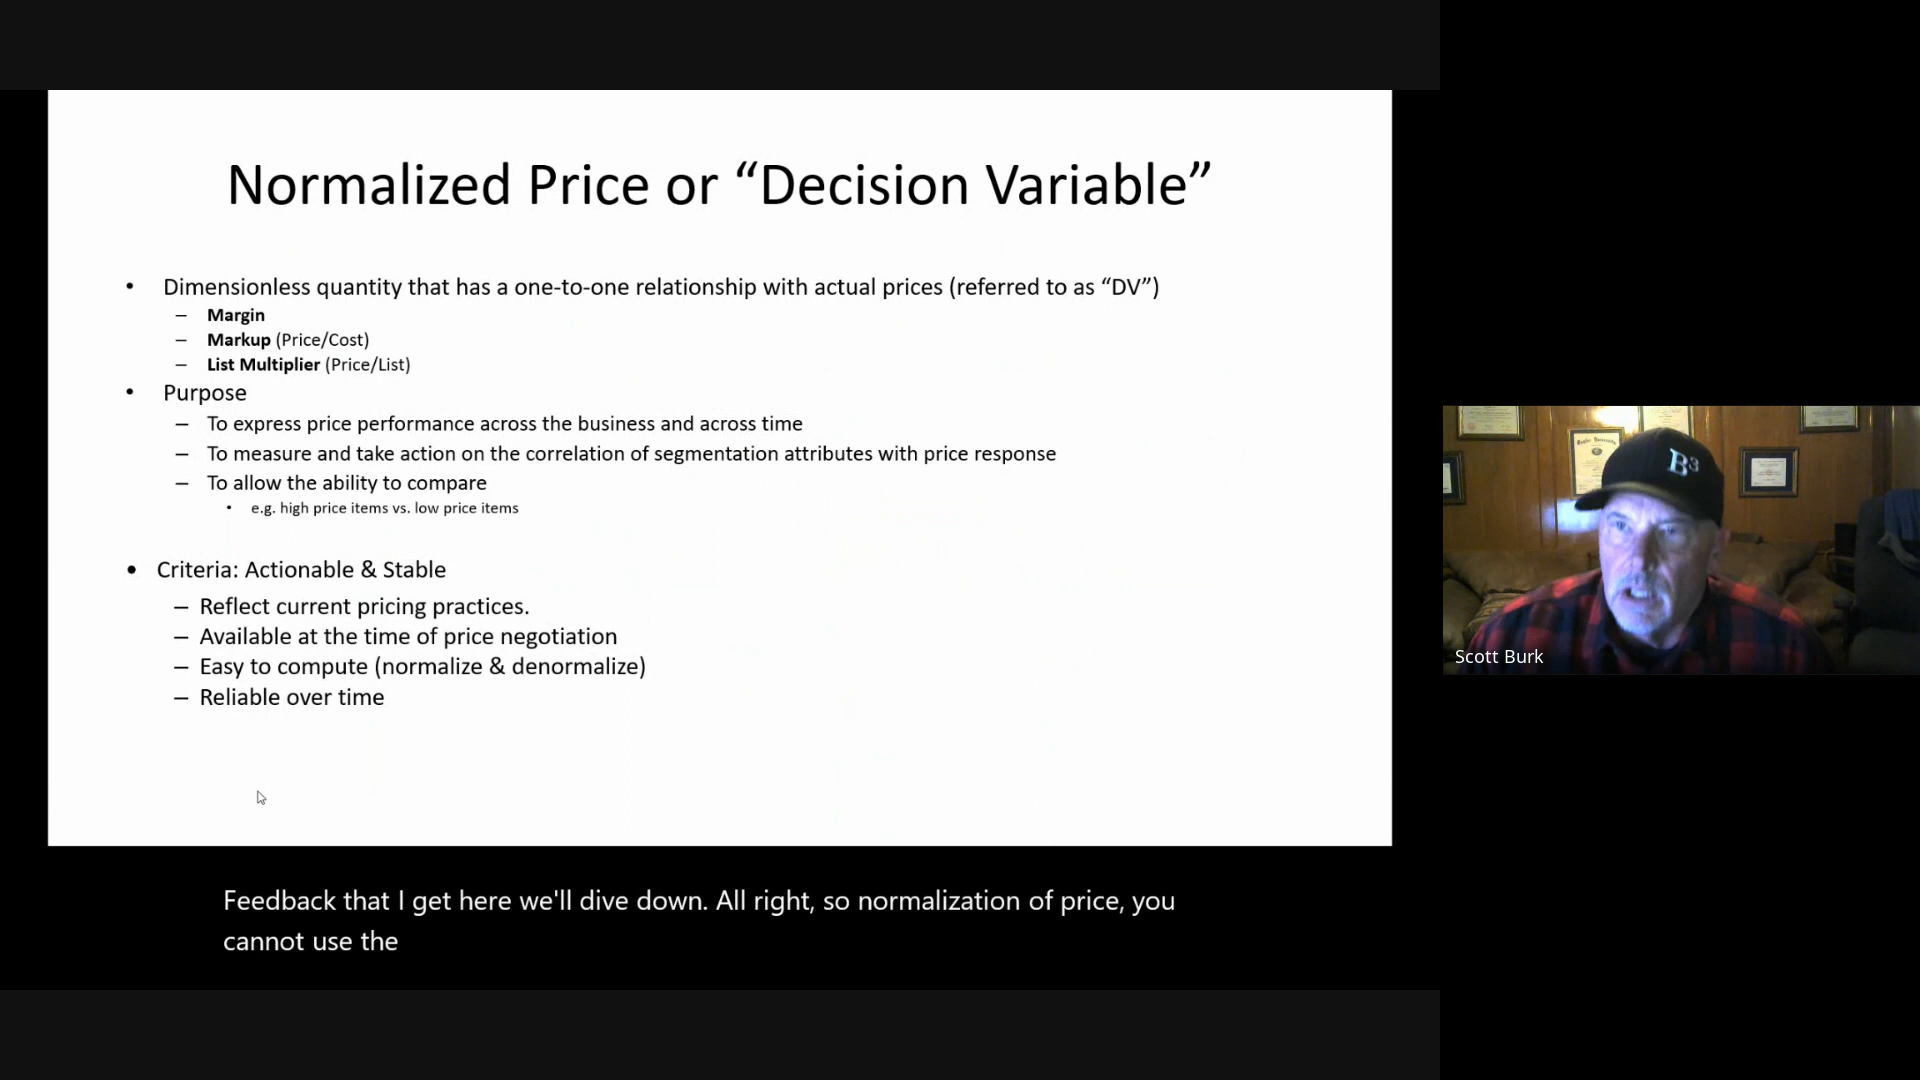 Normalized Price or “Decision Variable”
• Dimensionless quantity that has a one-to-one relationship with actual prices (referred to as “DV”)
– Margin
– Markup (Price/Cost)
– List Multiplier (Price/List)
• Purpose
– To express price performance across the business and across time
– To measure and take action on the correlation of segmentation attributes with price response
– To allow the ability to compare
• e.g. high price items vs. low price items
• Criteria: Actionable & Stable
– Reflect current pricing practices.
– Available at the time of price negotiation
– Easy to compute (normalize & denormalize)
– Reliable over time
B³
Scott Burk
Feedback that I get here we'll dive down. All right, so normalization of price, you
cannot use the